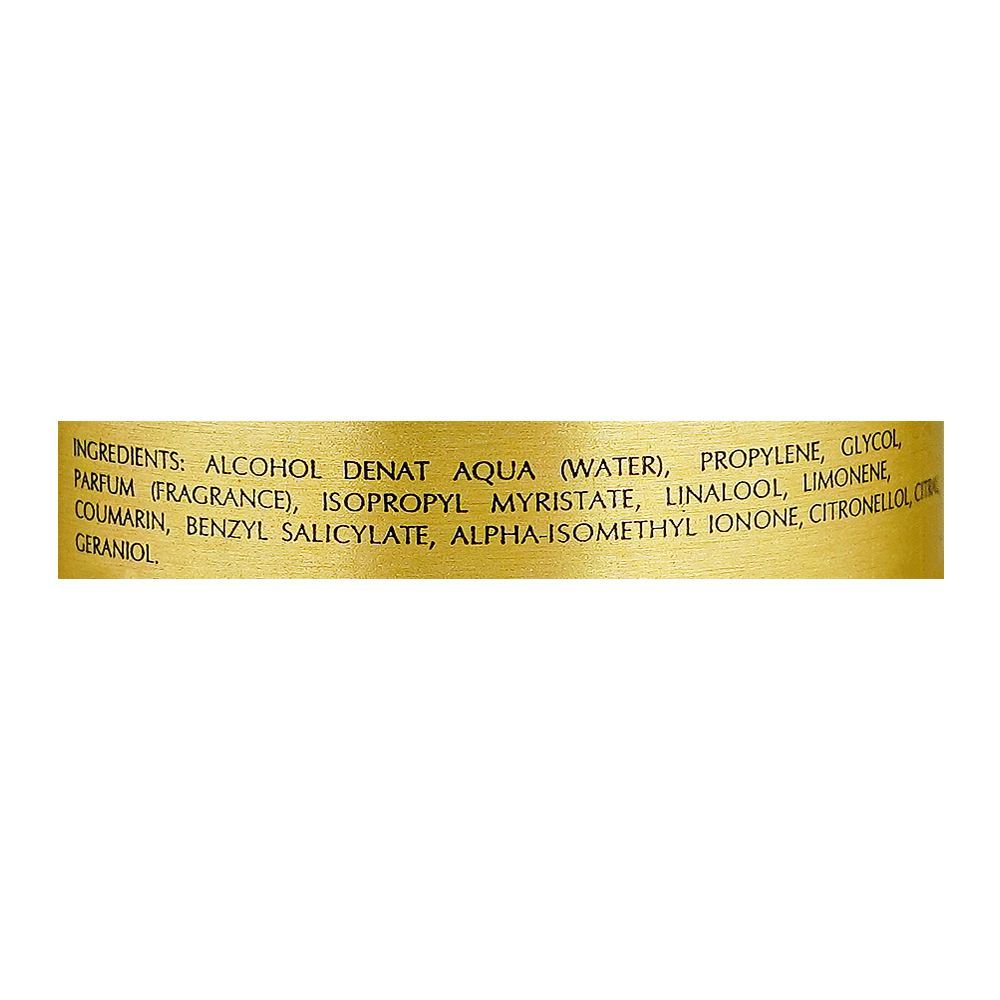 INGREDIENTS: ALCOHOL DENAT AQUA (WATER), PROPYLENE, GLYCOL,
PARFUM (FRAGRANCE), ISOPROPYL MYRISTATE, LINALOOL, LIMONENE,
COUMARIN, BENZYL SALICYLATE, ALPHA-ISOMETHYL IONONE, CITRONELLOL, CITRAL,
GERANIOL.